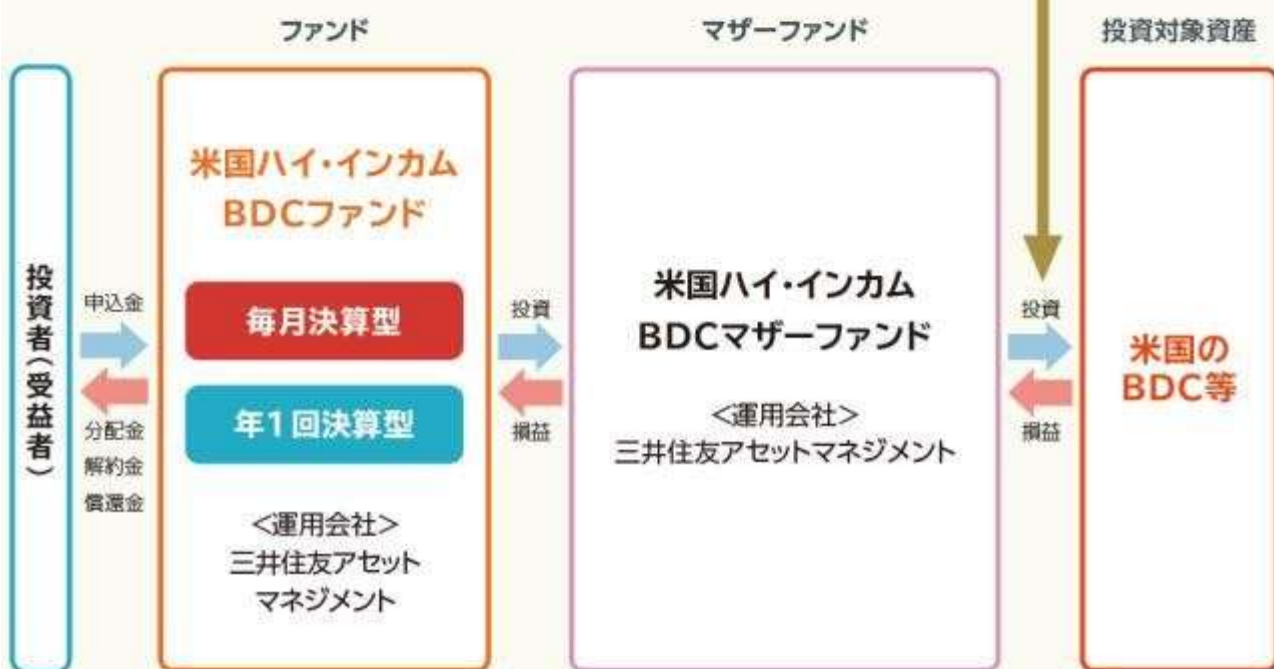 ファンド
マザーファンド
投資対象資産
投資者(受益者)
申込金
分配金
解約金
償還金
米国ハイ・インカム
BDCファンド
毎月決算型
年1回決算型
<運用会社>
三井住友アセット
マネジメント
投資
損益
米国ハイ・インカム
BDCマザーファンド
<運用会社>
三井住友アセットマネジメント
投資
損益
米国の
BDC等